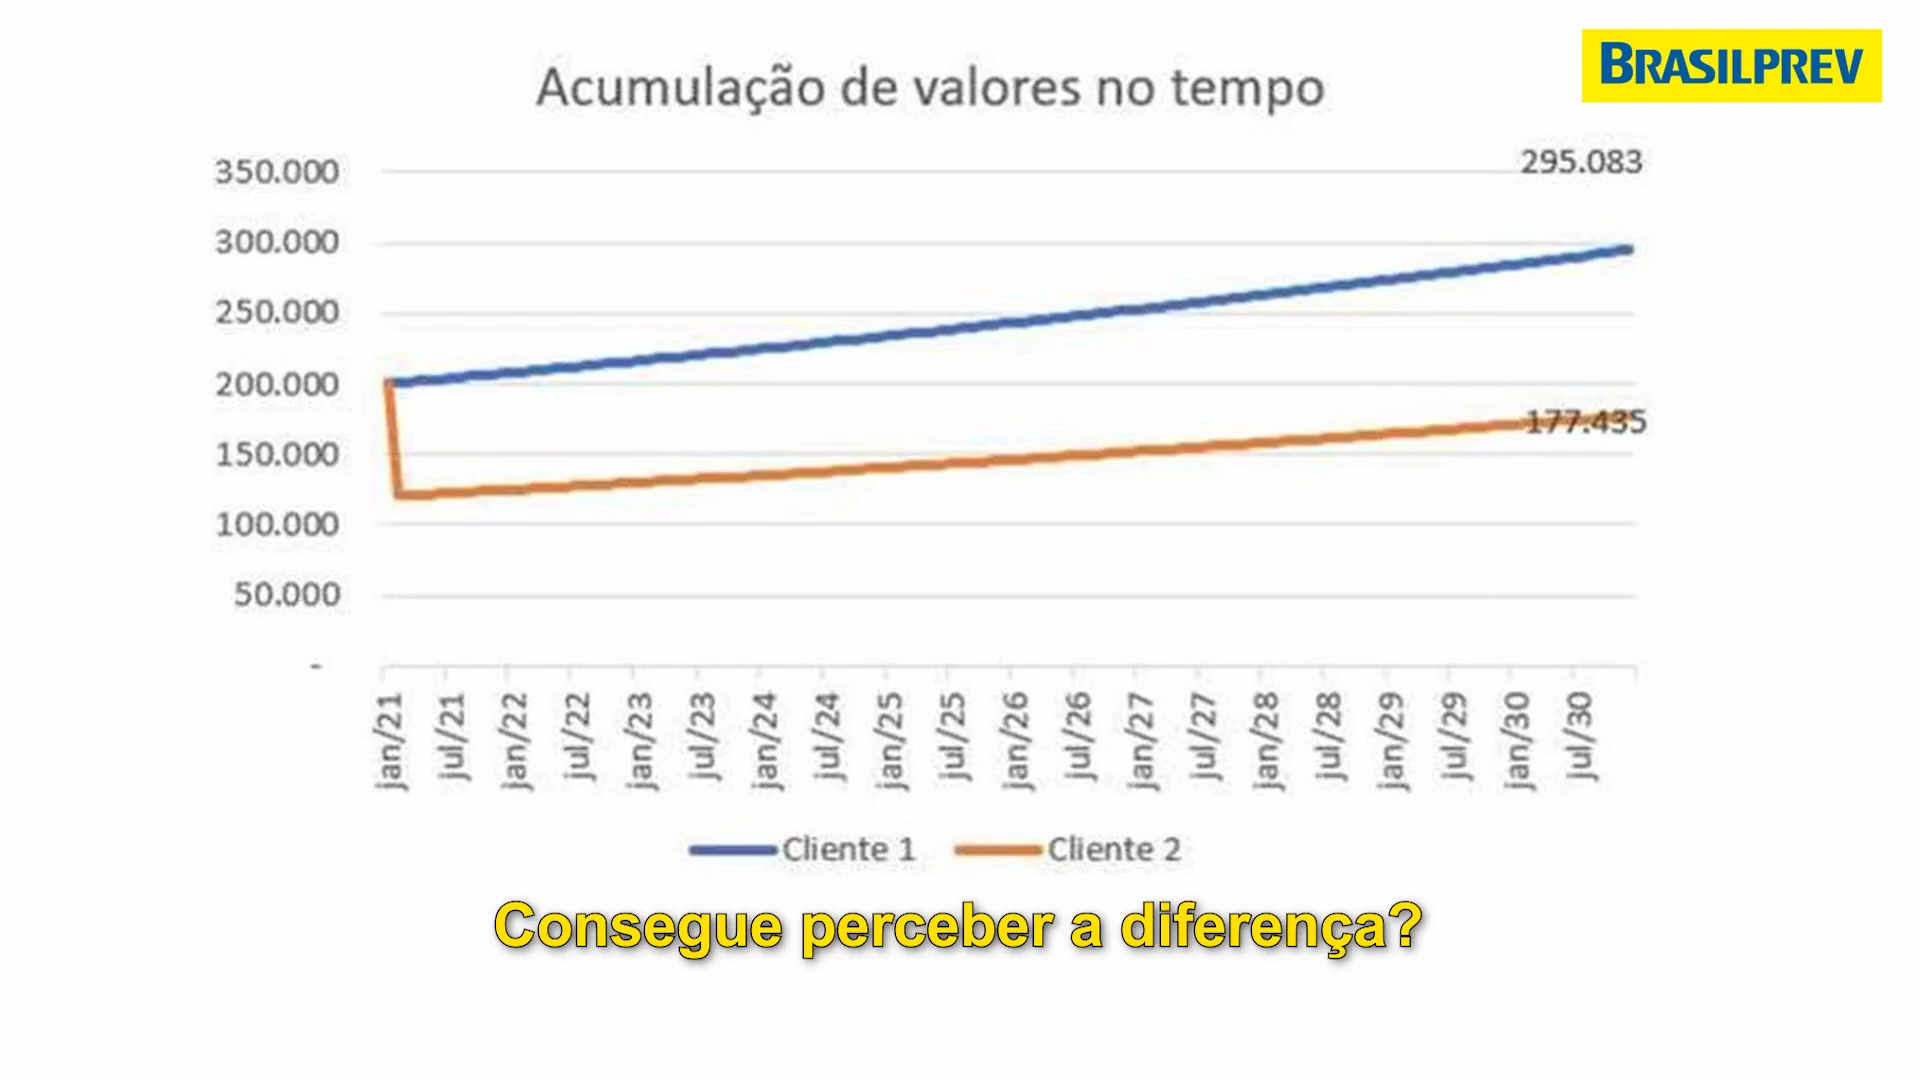 BRASILPREV
Acumulação de valores no tempo
295.083
350.000
300.000
250.000
200.000
177.435
150.000
100.000
50.000
-
jan/21
jul/21
jan/22
jul/22
jan/23
jul/23
jan/24
jul/24
jan/25
jul/25
jan/26
jul/26
jan/27
jul/27
jan/28
jul/28
jan/29
jul/29
jan/30
jul/30
Cliente 1 Cliente 2
Consegue perceber a diferença?